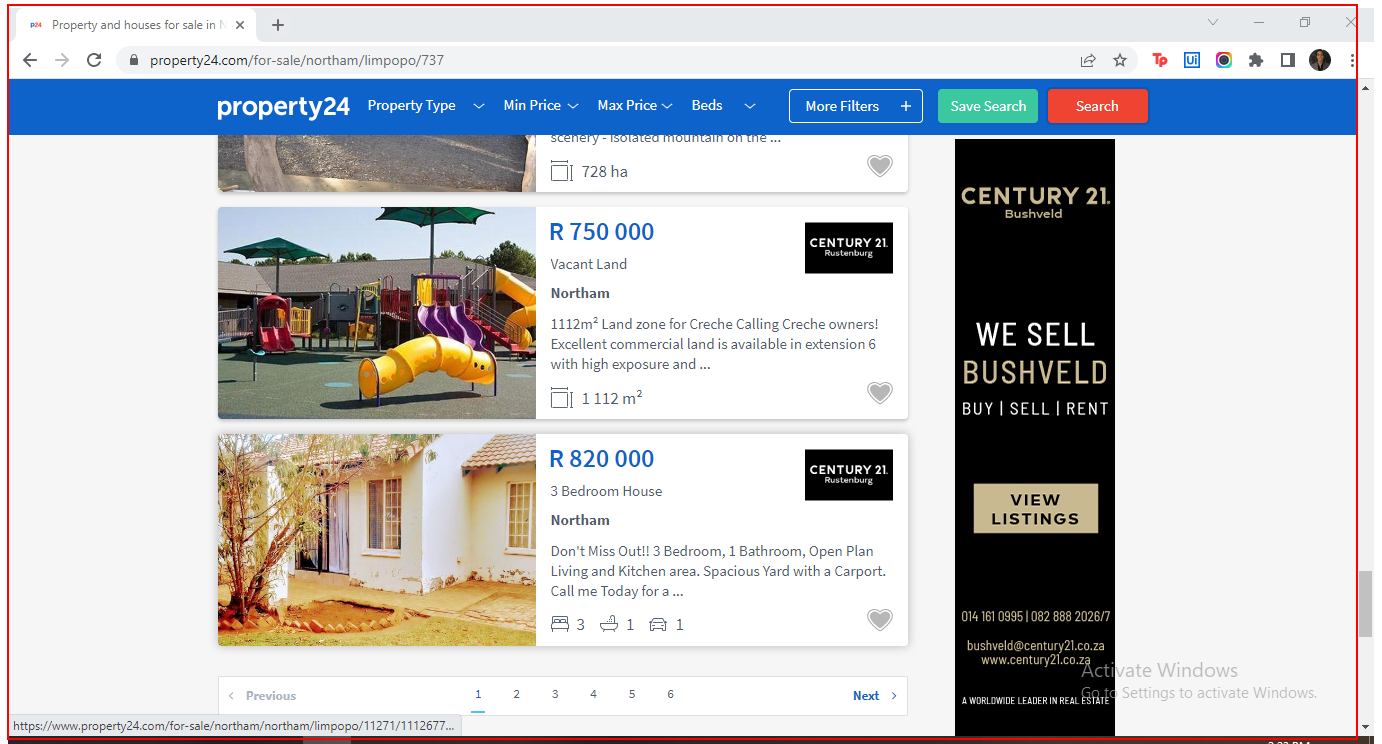 P24 Property and houses for sale in N
property24.com/for-sale/northam/limpopo/737
Tp
Ui
property24 Property Type Min Price Max Price Beds More Filters + Save Search Search
scenery - Isolated mountain on the ...
728 ha
R 750 000
CENTURY 21.
Rustenburg
Vacant Land
Northam
1112m² Land zone for Creche Calling Creche owners!
Excellent commercial land is available in extension 6
with high exposure and ...
1 112 m²
R 820 000
CENTURY 21.
Rustenburg
3 Bedroom House
Northam
Don't Miss Out!! 3 Bedroom, 1 Bathroom, Open Plan
Living and Kitchen area. Spacious Yard with a Carport.
Call me Today for a ...
3 1 1
< Previous 1 2 3 4 5 6 Next >
CENTURY 21.
Bushveld
WE SELL
BUSHVELD
BUY | SELL | RENT
VIEW
LISTINGS
014 161 0995 | 082 888 2026/7
bushveld@century21.co.za
www.century21.co.za
A WORLDWIDE LEADER IN REAL ESTATE
Activate Windows
Go to Settings to activate Windows.
https://www.property24.com/for-sale/northam/northam/limpopo/11271/1112677...